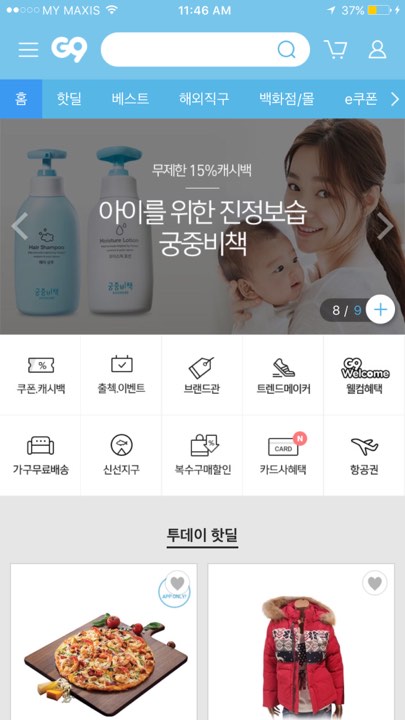 MY MAXIS
11:46 AM
37%
G9
홈
핫딜
베스트
해외직구
백화점/몰
e쿠폰
무제한 15%캐시백
아이를 위한 진정보습
궁중비책
Hair Shampoo
Moisture Lotion
궁중비책
궁중비책
8 / 9
%
쿠폰.캐시백
출첵.이벤트
브랜드관
트렌드메이커
G9
Welcome
웰컴혜택
가구무료배송
신선지구
%
복수구매할인
CARD
N
카드사혜택
항공권
투데이 핫딜